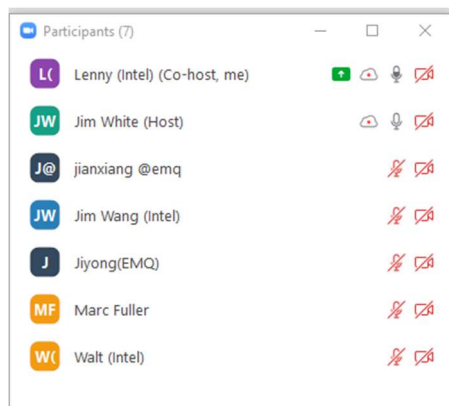 Participants (7)
L( Lenny (Intel) (Co-host, me)
JW Jim White (Host)
J@ jianxiang @emq
JW Jim Wang (Intel)
J Jiyong(EMQ)
MF Marc Fuller
W( Walt (Intel)